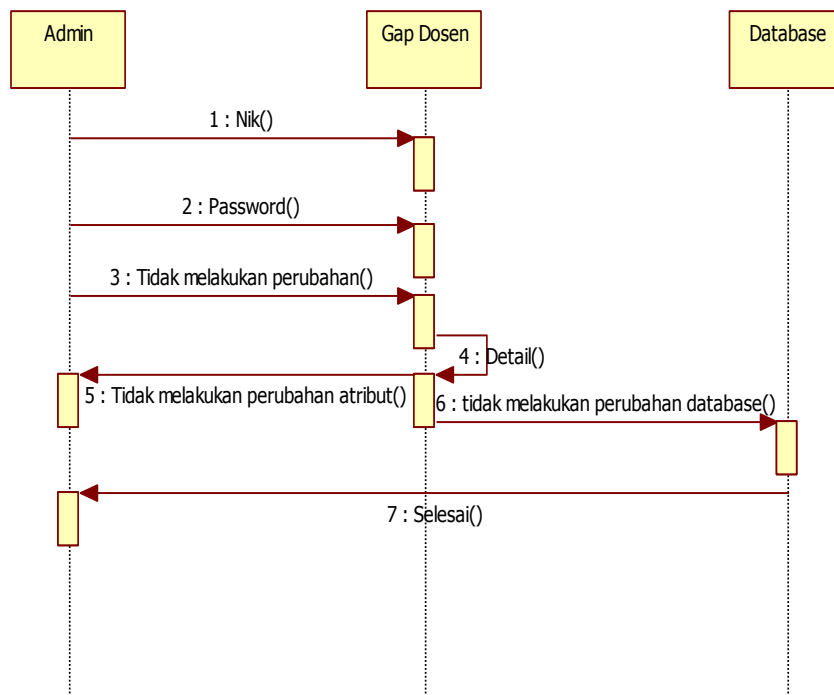 Admin
Gap Dosen
Database
1 : Nik()
2 : Password()
3 : Tidak melakukan perubahan()
4 : Detail()
5 : Tidak melakukan perubahan atribut()
6 : tidak melakukan perubahan database()
7 : Selesai()